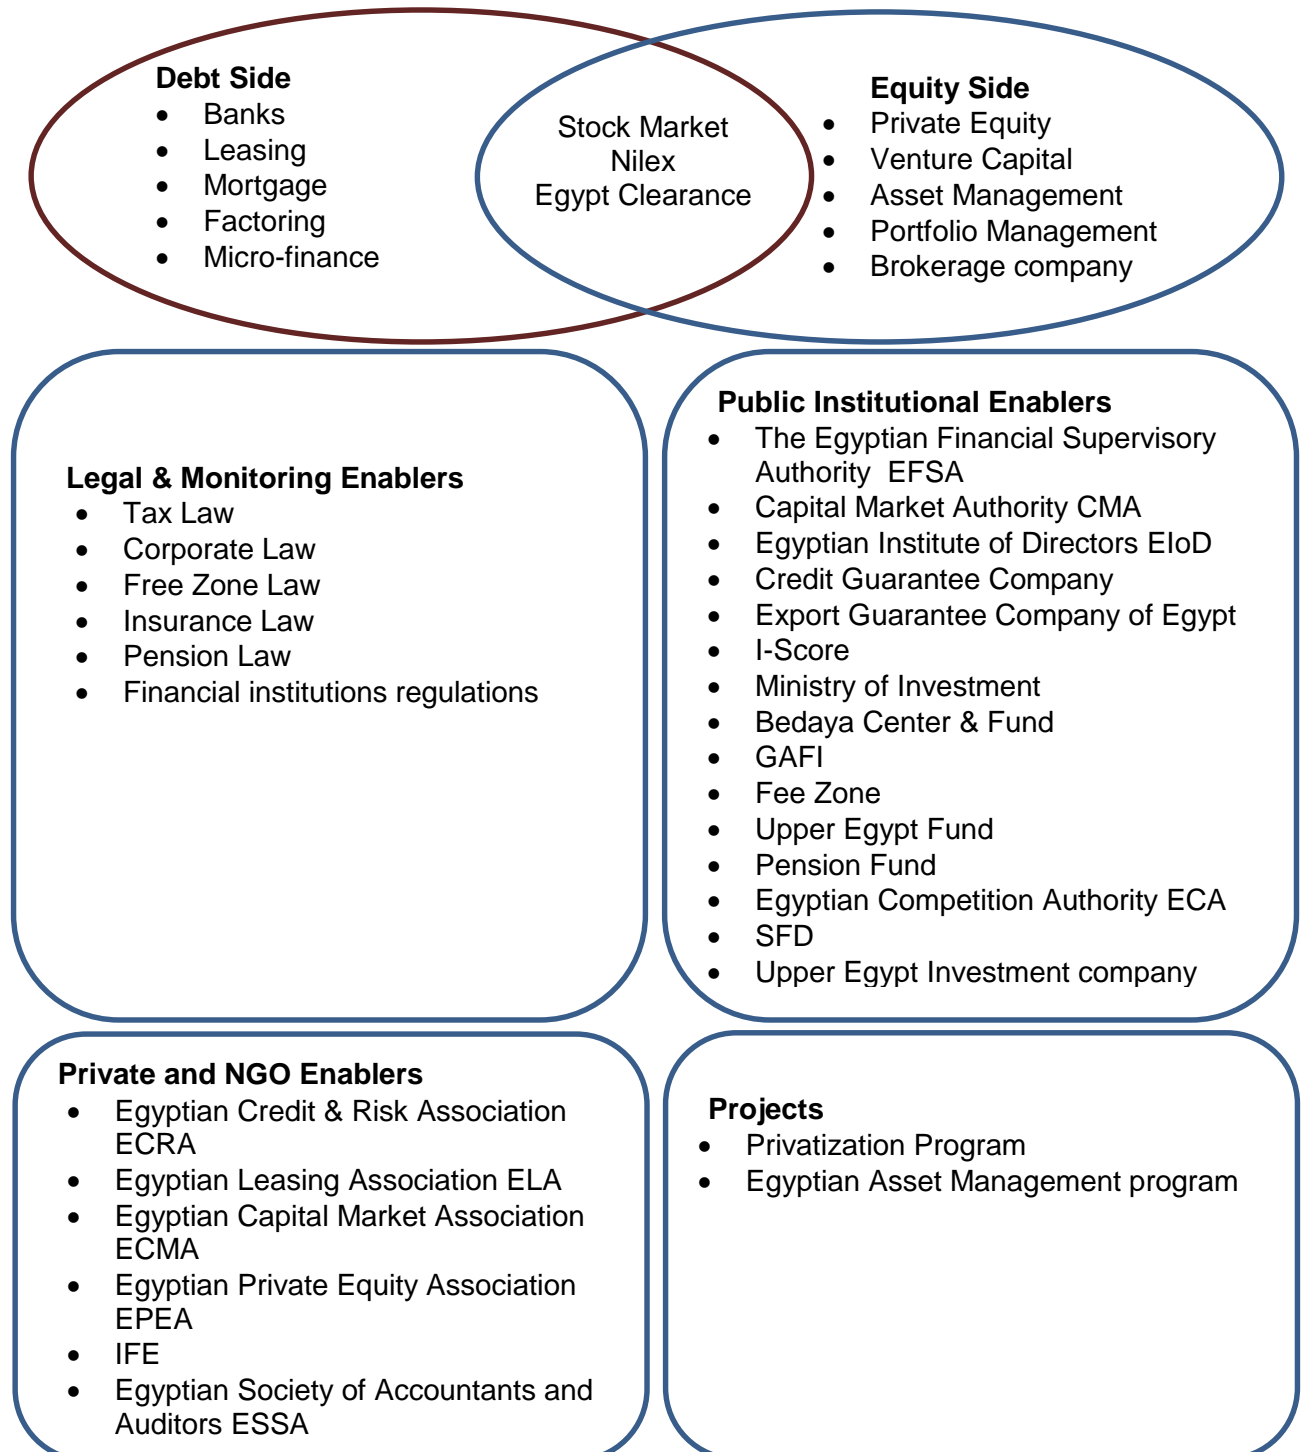 Debt Side
• Banks
• Leasing
• Mortgage
• Factoring
• Micro-finance
Stock Market
Nilex
Egypt Clearance
Equity Side
• Private Equity
• Venture Capital
• Asset Management
• Portfolio Management
• Brokerage company
Legal & Monitoring Enablers
• Tax Law
• Corporate Law
• Free Zone Law
• Insurance Law
• Pension Law
• Financial institutions regulations
Public Institutional Enablers
• The Egyptian Financial Supervisory
Authority EFSA
• Capital Market Authority CMA
• Egyptian Institute of Directors EIoD
• Credit Guarantee Company
• Export Guarantee Company of Egypt
• I-Score
• Ministry of Investment
• Bedaya Center & Fund
• GAFI
• Fee Zone
• Upper Egypt Fund
• Pension Fund
• Egyptian Competition Authority ECA
• SFD
• Upper Egypt Investment company
Private and NGO Enablers
• Egyptian Credit & Risk Association
ECRA
• Egyptian Leasing Association ELA
• Egyptian Capital Market Association
ECMA
• Egyptian Private Equity Association
EPEA
• IFE
• Egyptian Society of Accountants and
Auditors ESSA
Projects
• Privatization Program
• Egyptian Asset Management program